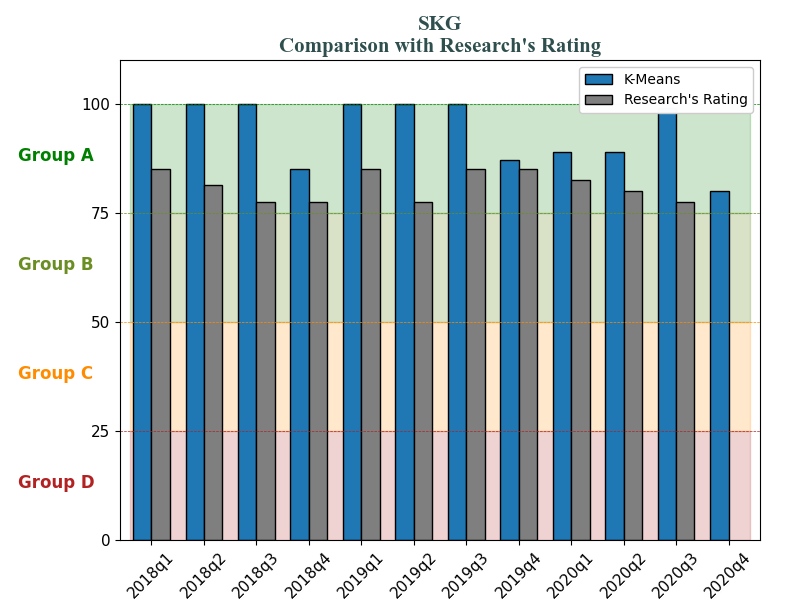 SKG
Comparison with Research's Rating
K-Means
Research's Rating
100
Group A
75
Group B
50
Group C
25
Group D
0
2018q1
2018q2
2018q3
2018q4
2019q1
2019q2
2019q3
2019q4
2020q1
2020q2
2020q3
2020q4